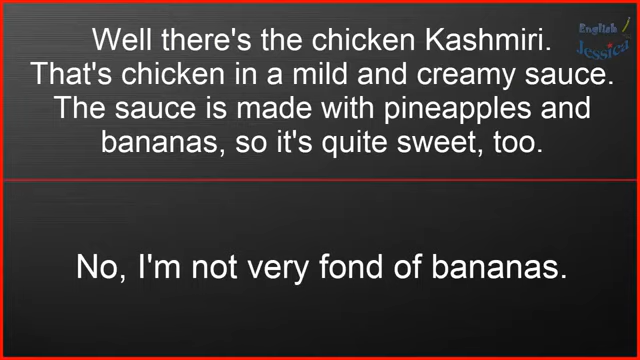 English
Jessica
Well there's the chicken Kashmiri.
That's chicken in a mild and creamy sauce.
The sauce is made with pineapples and
bananas, so it's quite sweet, too.
No, I'm not very fond of bananas.